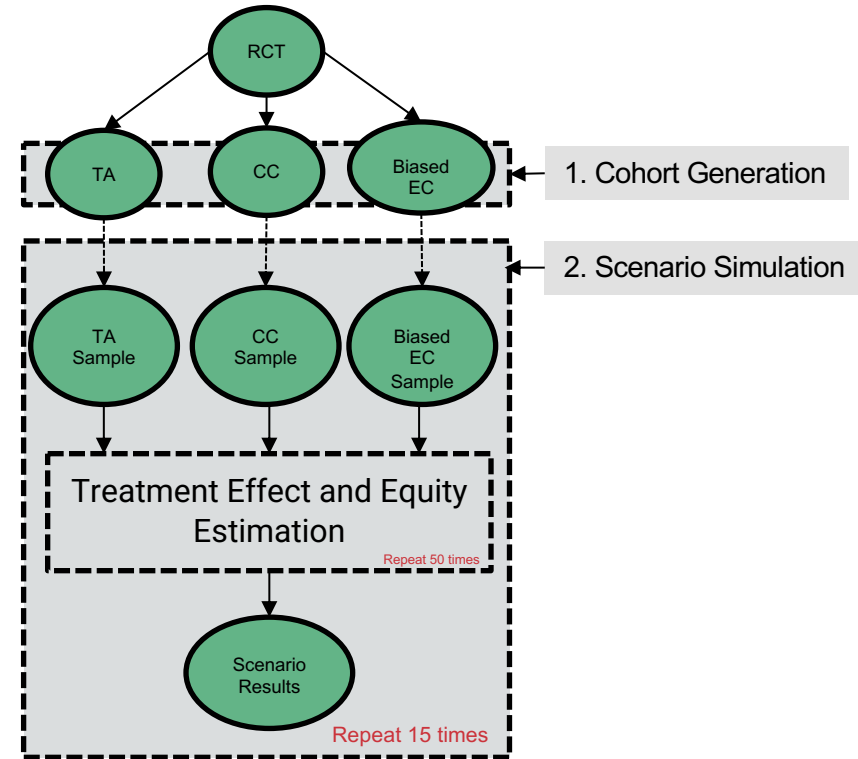 RCT
TA
CC
Biased
EC
1. Cohort Generation
2. Scenario Simulation
TA
Sample
CC
Sample
Biased
EC
Sample
Treatment Effect and Equity
Estimation
Repeat 50 times
Scenario
Results
Repeat 15 times